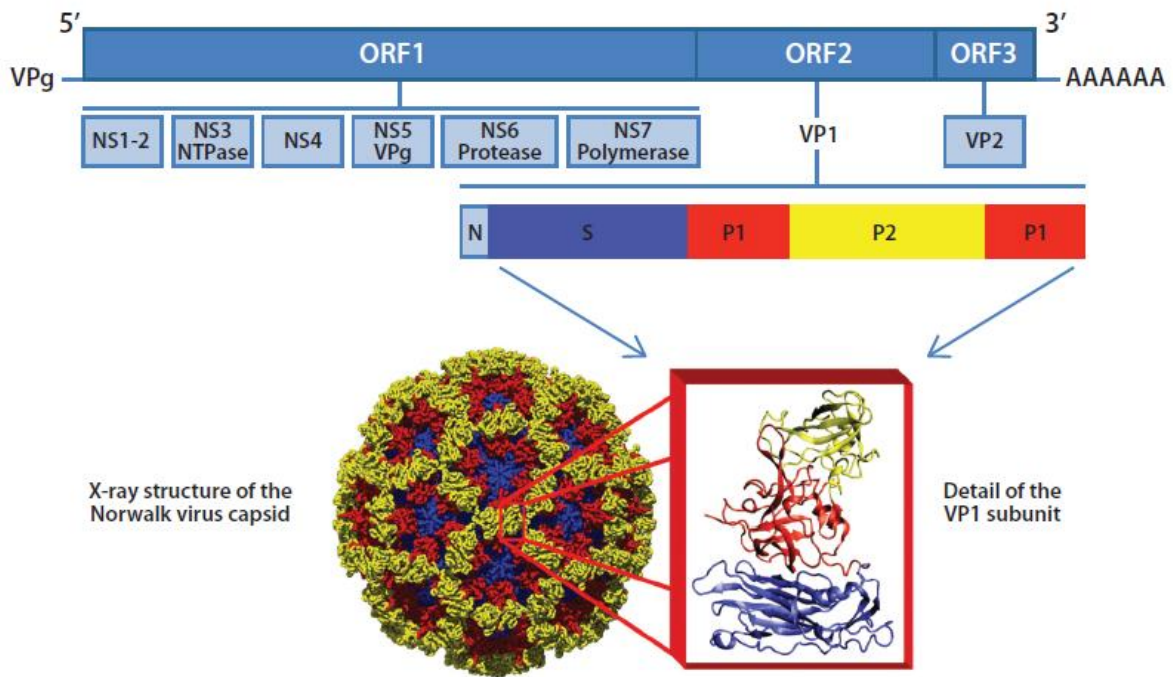 5’ 3’
ORF1 ORF2 ORF3
VPg AAAAAA
NS1-2
NS3
NTPase
NS4
NS5
VPg
NS6
Protease
NS7
Polymerase
VP1
VP2
N S P1 P2 P1
X-ray structure of the
Norwalk virus capsid
Detail of the
VP1 subunit